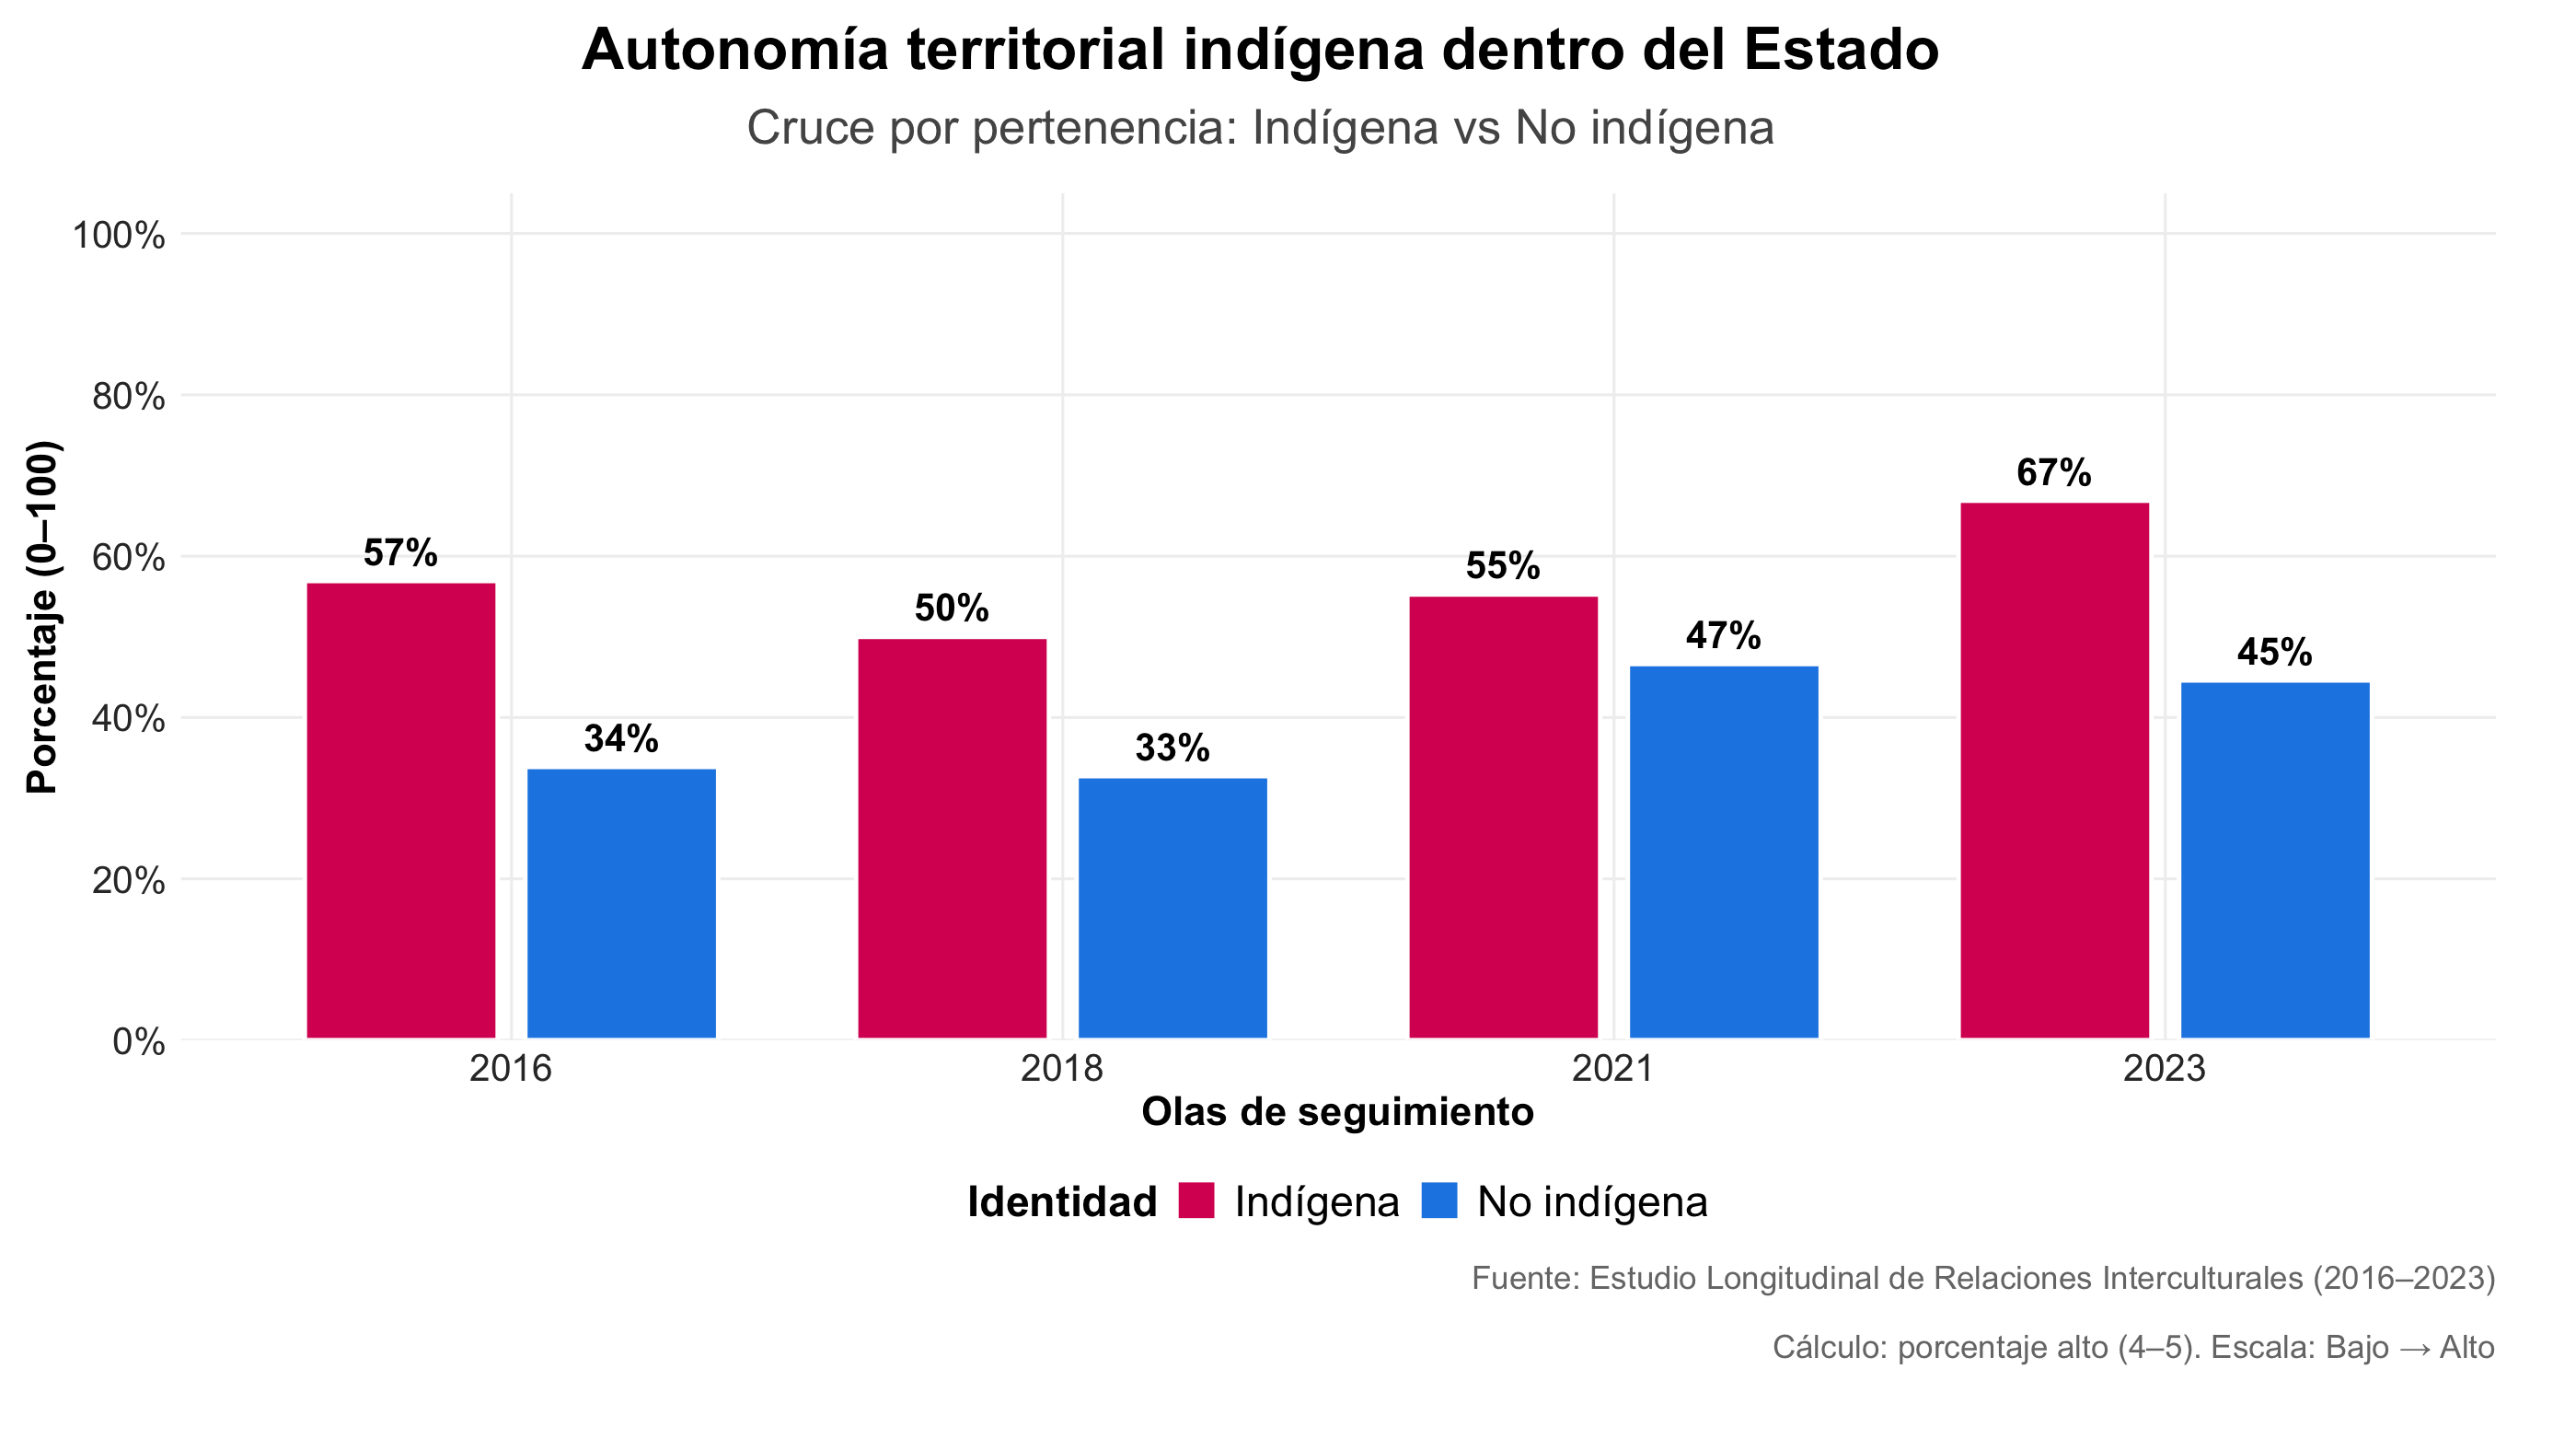 Autonomía territorial indígena dentro del Estado
Cruce por pertenencia: Indígena vs No indígena
Porcentaje (0–100)
100%
80%
60%
40%
20%
0%
57%
34%
50%
33%
55%
47%
67%
45%
2016
2018
2021
2023
Olas de seguimiento
Identidad Indígena No indígena
Fuente: Estudio Longitudinal de Relaciones Interculturales (2016–2023)
Cálculo: porcentaje alto (4–5). Escala: Bajo → Alto